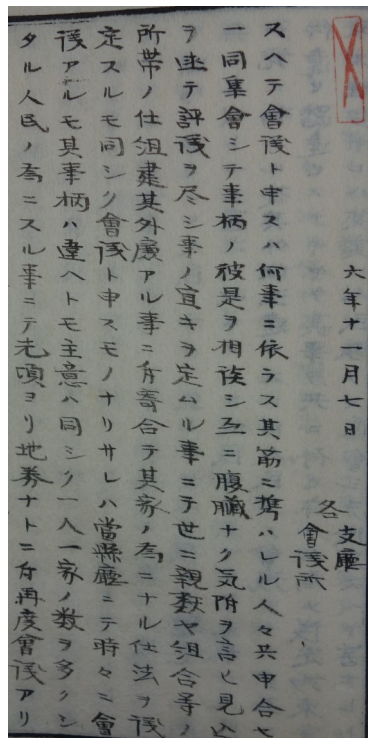 六年十一月七日
支廳
各
會議所
スヘテ會議ト申スハ何事ニ依ラス其筋ニ携ハレル人々共申合セ
一同集會シテ事柄ノ彼是ヲ相談シ互ニ腹臓ナク気附ヲ言ヒ見込
ヲ述テ評議ヲ尽シ事ノ宜キヲ定ムル事ニテ世ニ親類ヤ組合等ノ
所帯ノ仕組建其外慶アル事ニ付寄合テ其家ノ為ニナル仕法ヲ議
定スルモ同シク會議ト申スモノナリサレハ當縣廳ニテ時々ニ會
議アルモ其事柄ハ違ヘトモ主意ハ同シク一人一家ノ数ヲ多クシ
タル人民ノ為ニスル事ニテ先頃ヨリ地券ナトニ付再度會議アリ